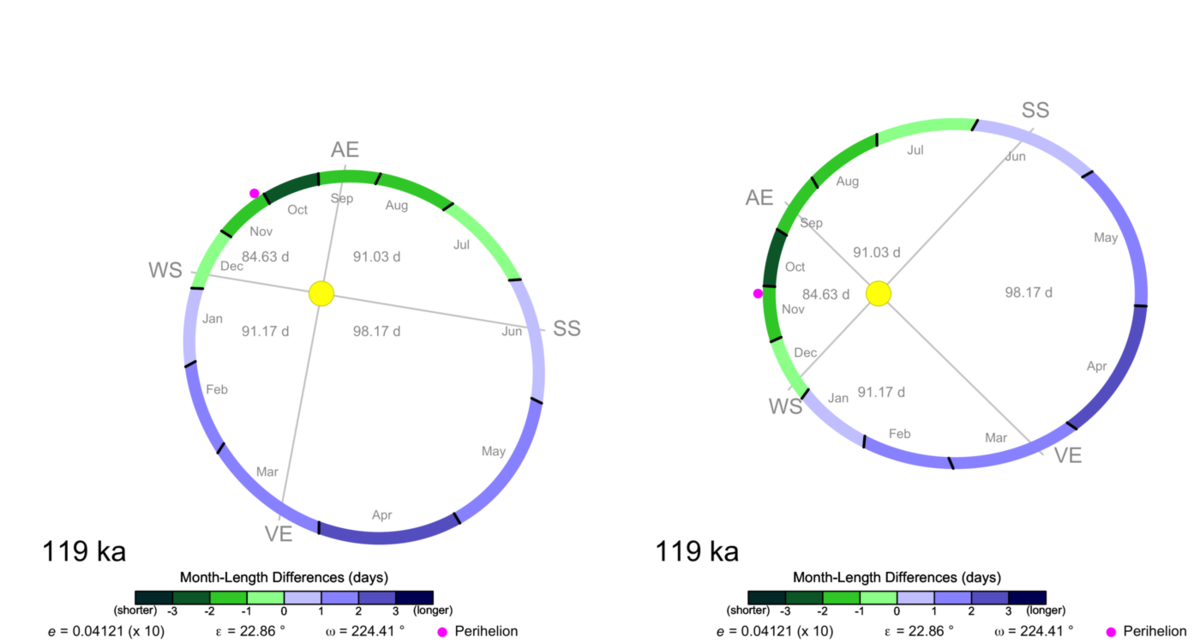 AE
Oct
Sep
Aug
Nov
Jul
84.63 d
91.03 d
WS
Dec
Jan
91.17 d
98.17 d
Jun
SS
Feb
May
Mar
Apr
VE
119 ka
Month-Length Differences (days)
(shorter) -3 -2 -1 0 1 2 3 (longer)
e = 0.04121 (x 10) ε = 22.86 ° ω = 224.41 ° Perihelion
SS
Jul
Jun
Aug
AE
Sep
May
91.03 d
Oct
84.63 d
98.17 d
Nov
Dec
Apr
WS
Jan
91.17 d
Feb
Mar
VE
119 ka
Month-Length Differences (days)
(shorter) -3 -2 -1 0 1 2 3 (longer)
e = 0.04121 (x 10) ε = 22.86 ° ω = 224.41 ° Perihelion